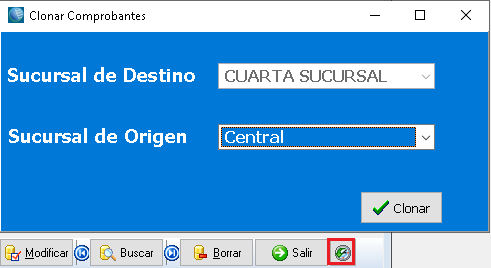 Clonar Comprobantes
Sucursal de Destino CUARTA SUCURSAL
Sucursal de Origen Central
Clonar
Modificar Buscar Borrar Salir